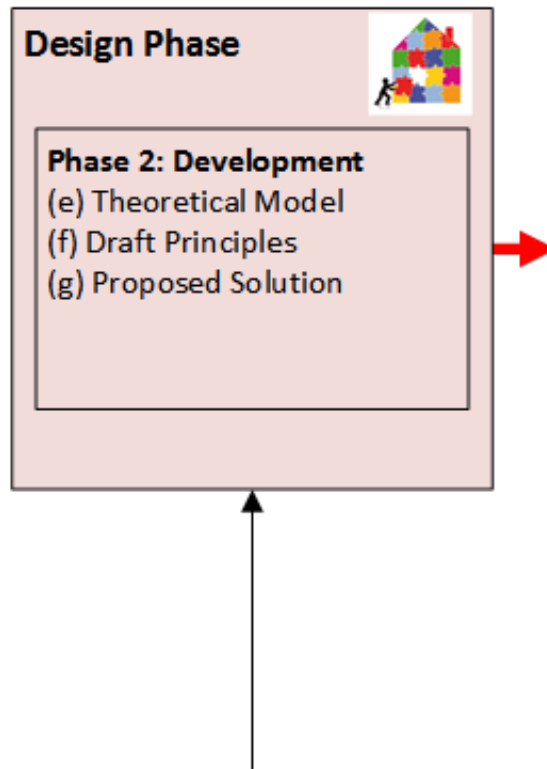 Design Phase
Phase 2: Development
(e) Theoretical Model
(f) Draft Principles
(g) Proposed Solution